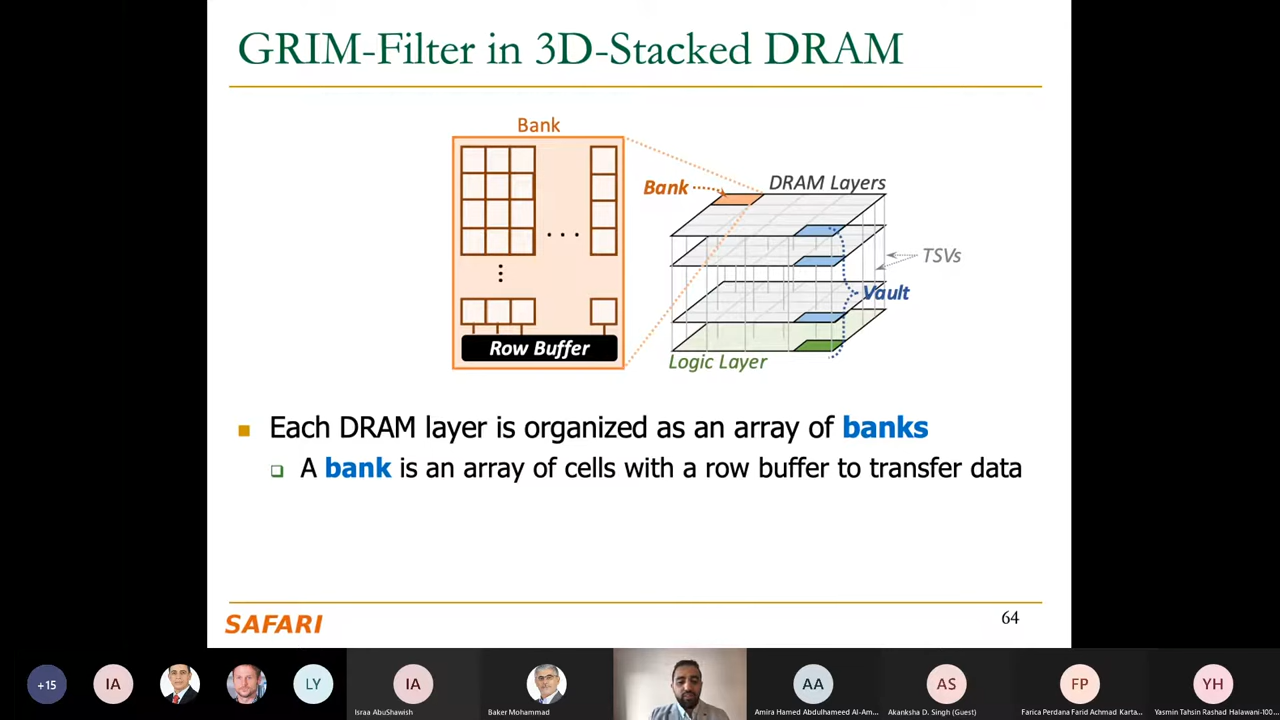 GRIM-Filter in 3D-Stacked DRAM
Bank
Bank
DRAM Layers
TSVs
Vault
Row Buffer
Logic Layer
Each DRAM layer is organized as an array of banks
A bank is an array of cells with a row buffer to transfer data
SAFARI
64
+15
IA
LY
IA
AA
AS
FP
YH
Israa AbuShawish
Baker Mohammad
Amira Hamed Abdulhameed Al-Am...
Akanksha D. Singh (Guest)
Farica Perdana Farid Achmad Karta...
Yasmin Tahsin Rashad Halawani-100...